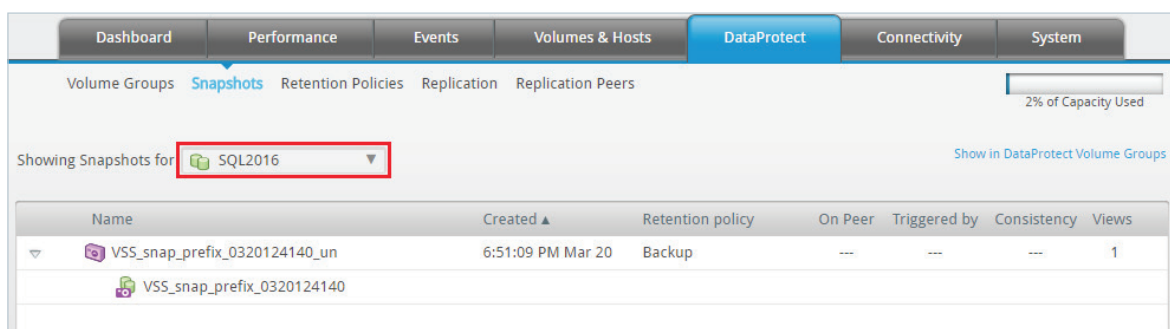 Dashboard Performance Events Volumes & Hosts DataProtect Connectivity System
Volume Groups Snapshots Retention Policies Replication Replication Peers
2% of Capacity Used
Showing Snapshots for SQL2016 ▼
Show in DataProtect Volume Groups
Name Created ▲ Retention policy On Peer Triggered by Consistency Views
VSS_snap_prefix_0320124140_un 6:51:09 PM Mar 20 Backup --- --- --- 1
VSS_snap_prefix_0320124140